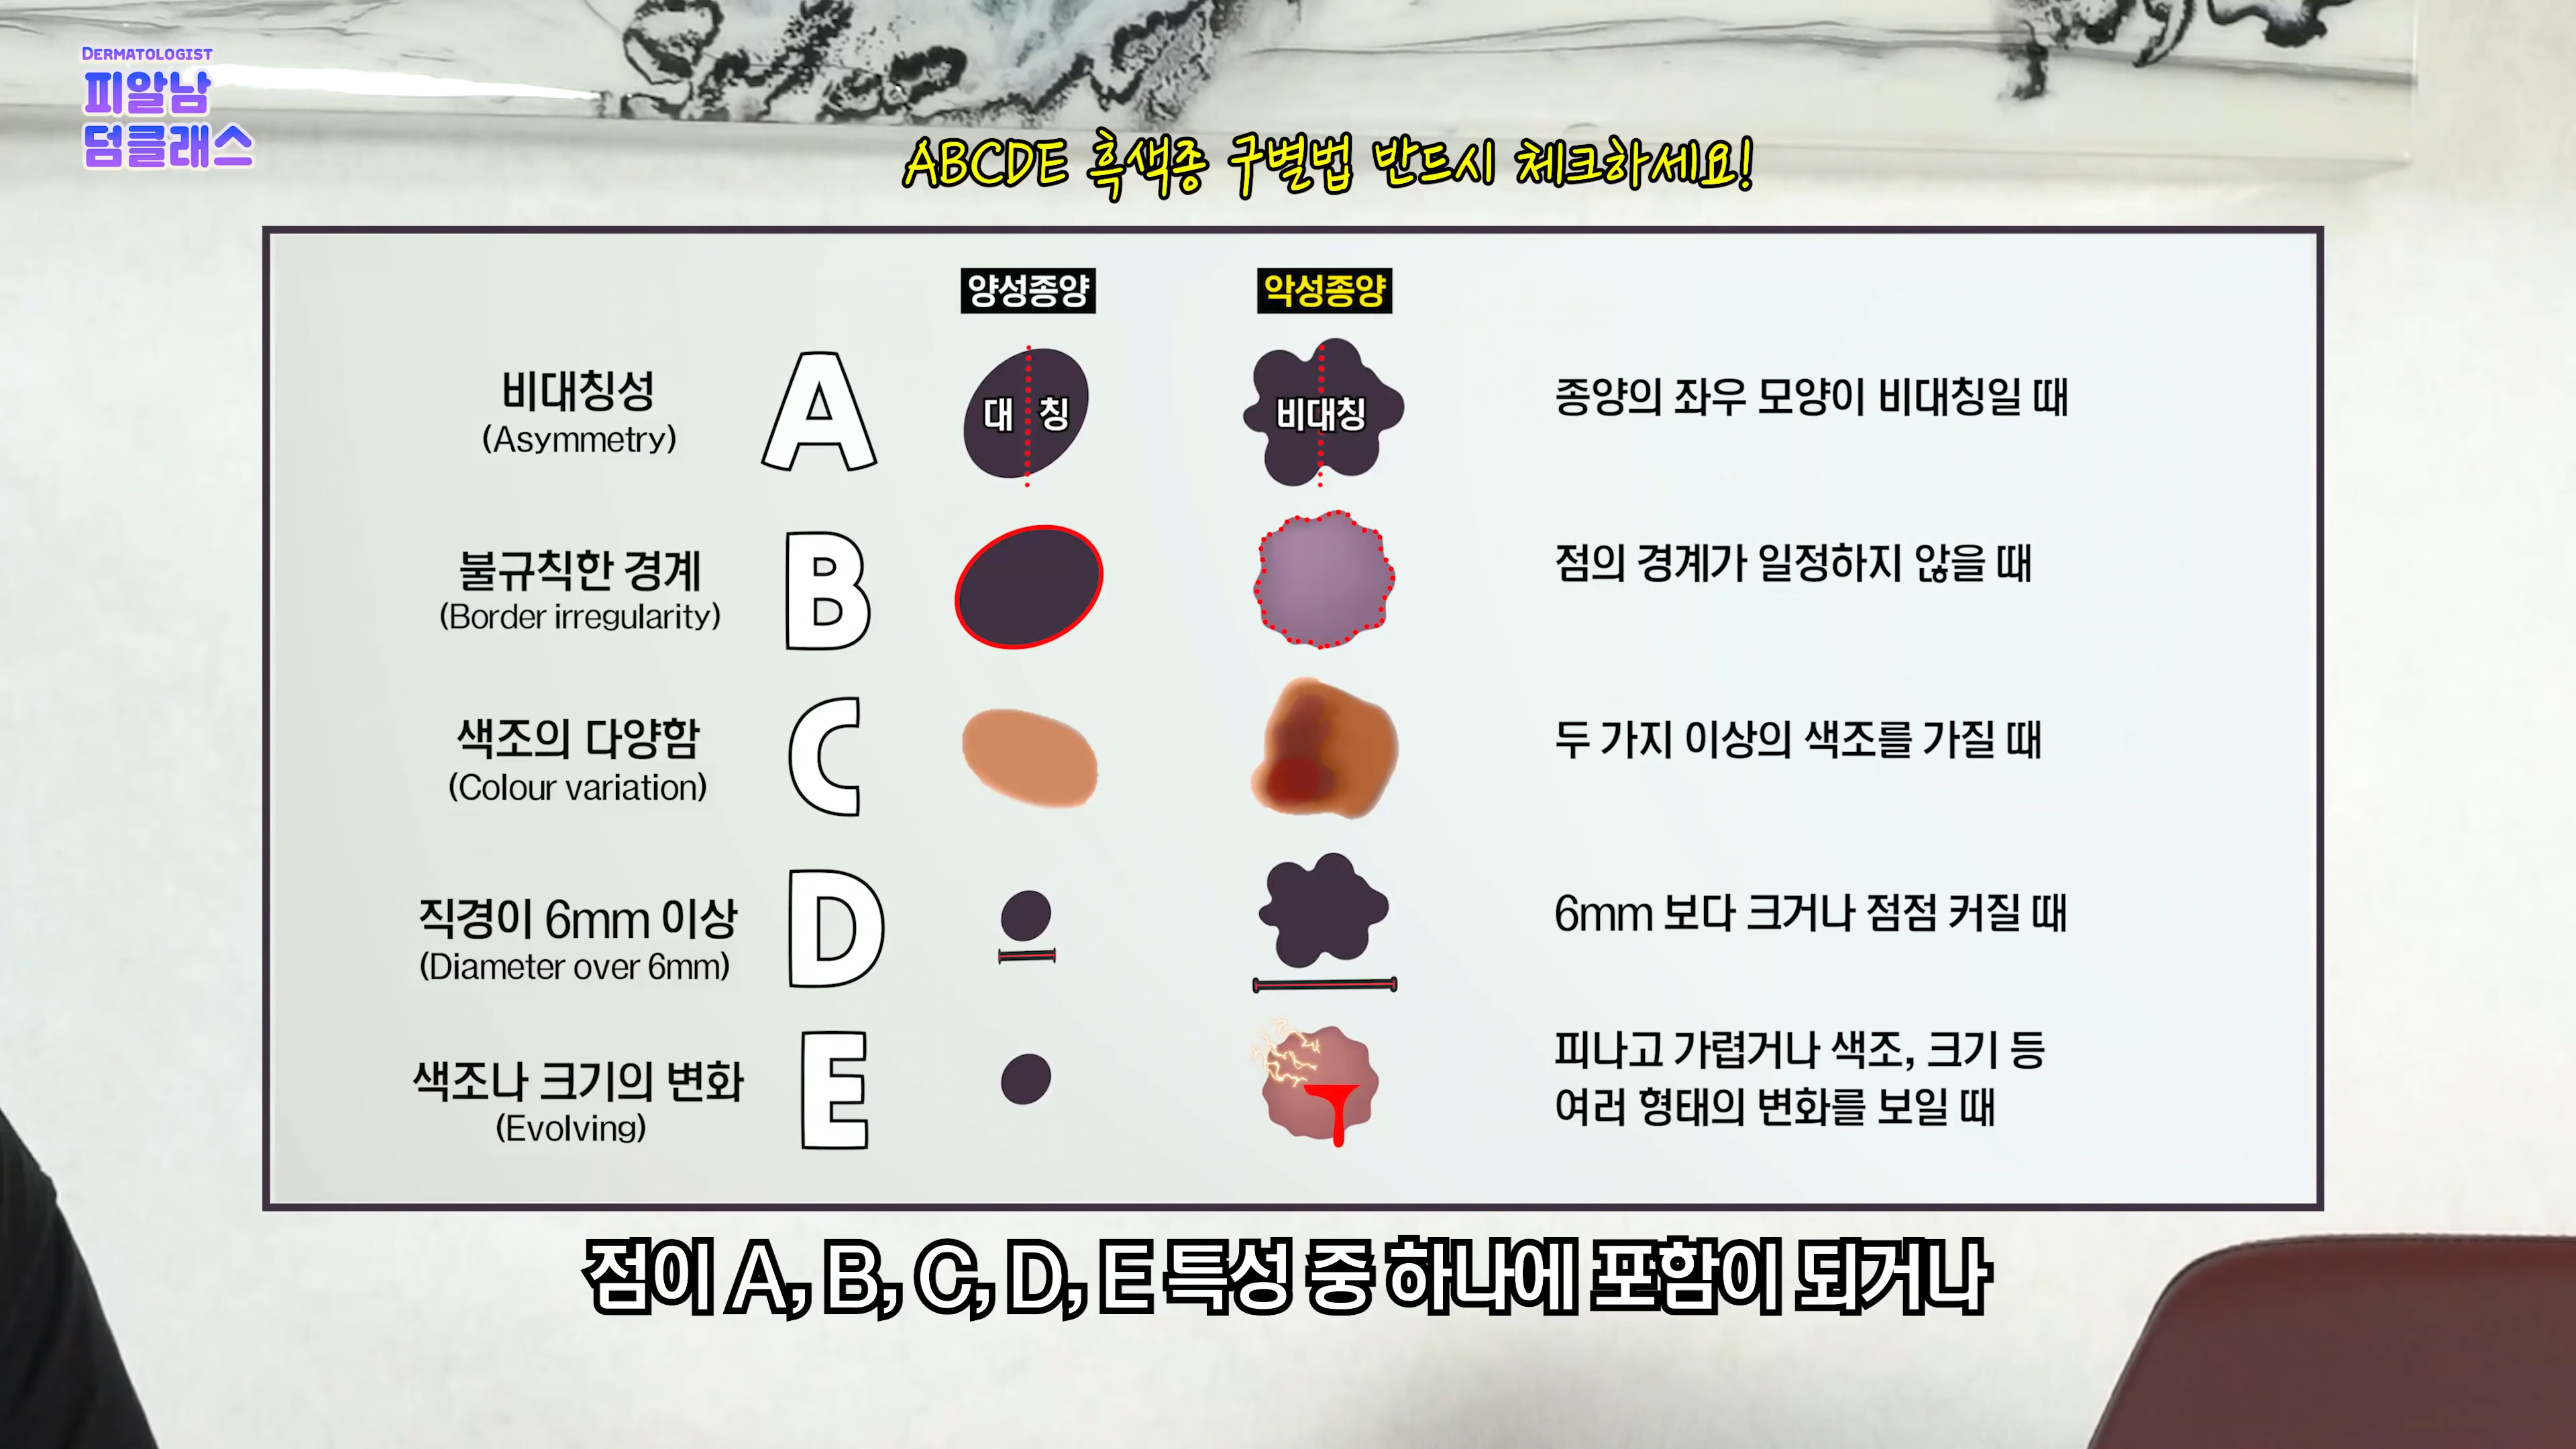 DERMATOLOGIST
피알남
덤클래스
ABCDE 흑색종 구별법 반드시 체크하세요!
양성종양
악성종양
비대칭성
(Asymmetry)
A
대 칭
비대칭
종양의 좌우 모양이 비대칭일 때
불규칙한 경계
(Border irregularity)
B
점의 경계가 일정하지 않을 때
색조의 다양함
(Colour variation)
C
두 가지 이상의 색조를 가질 때
직경이 6mm 이상
(Diameter over 6mm)
D
6mm 보다 크거나 점점 커질 때
색조나 크기의 변화
(Evolving)
E
피나고 가렵거나 색조, 크기 등
여러 형태의 변화를 보일 때
점이 A, B, C, D, E 특성 중 하나에 포함이 되거나